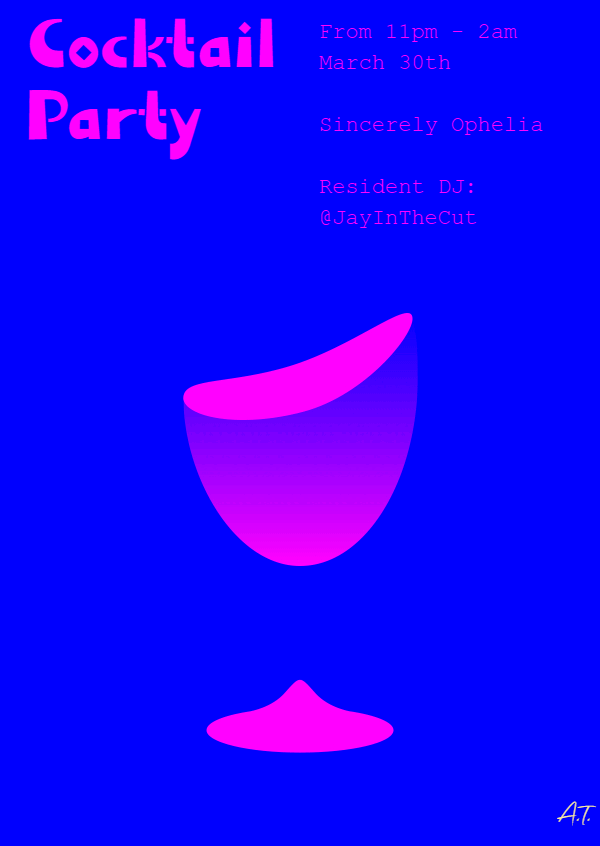 Cocktail
Party
From 11pm - 2am
March 30th
Sincerely Ophelia
Resident DJ:
@JayInTheCut
A.T.